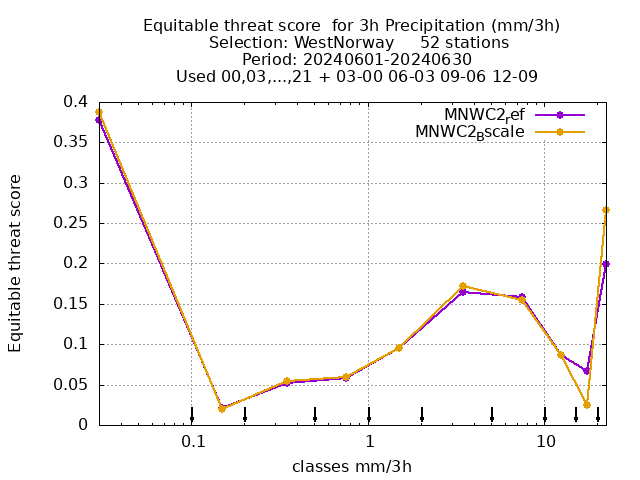 Equitable threat score  for 3h Precipitation (mm/3h)
Selection: WestNorway     52 stations
Period: 20240601-20240630
Used 00,03,...,21 + 03-00 06-03 09-06 12-09
MNWC2ref
MNWC2Bscale
0.4
0.35
0.3
0.25
0.2
0.15
0.1
0.05
0
Equitable threat score
0.1
1
10
classes mm/3h